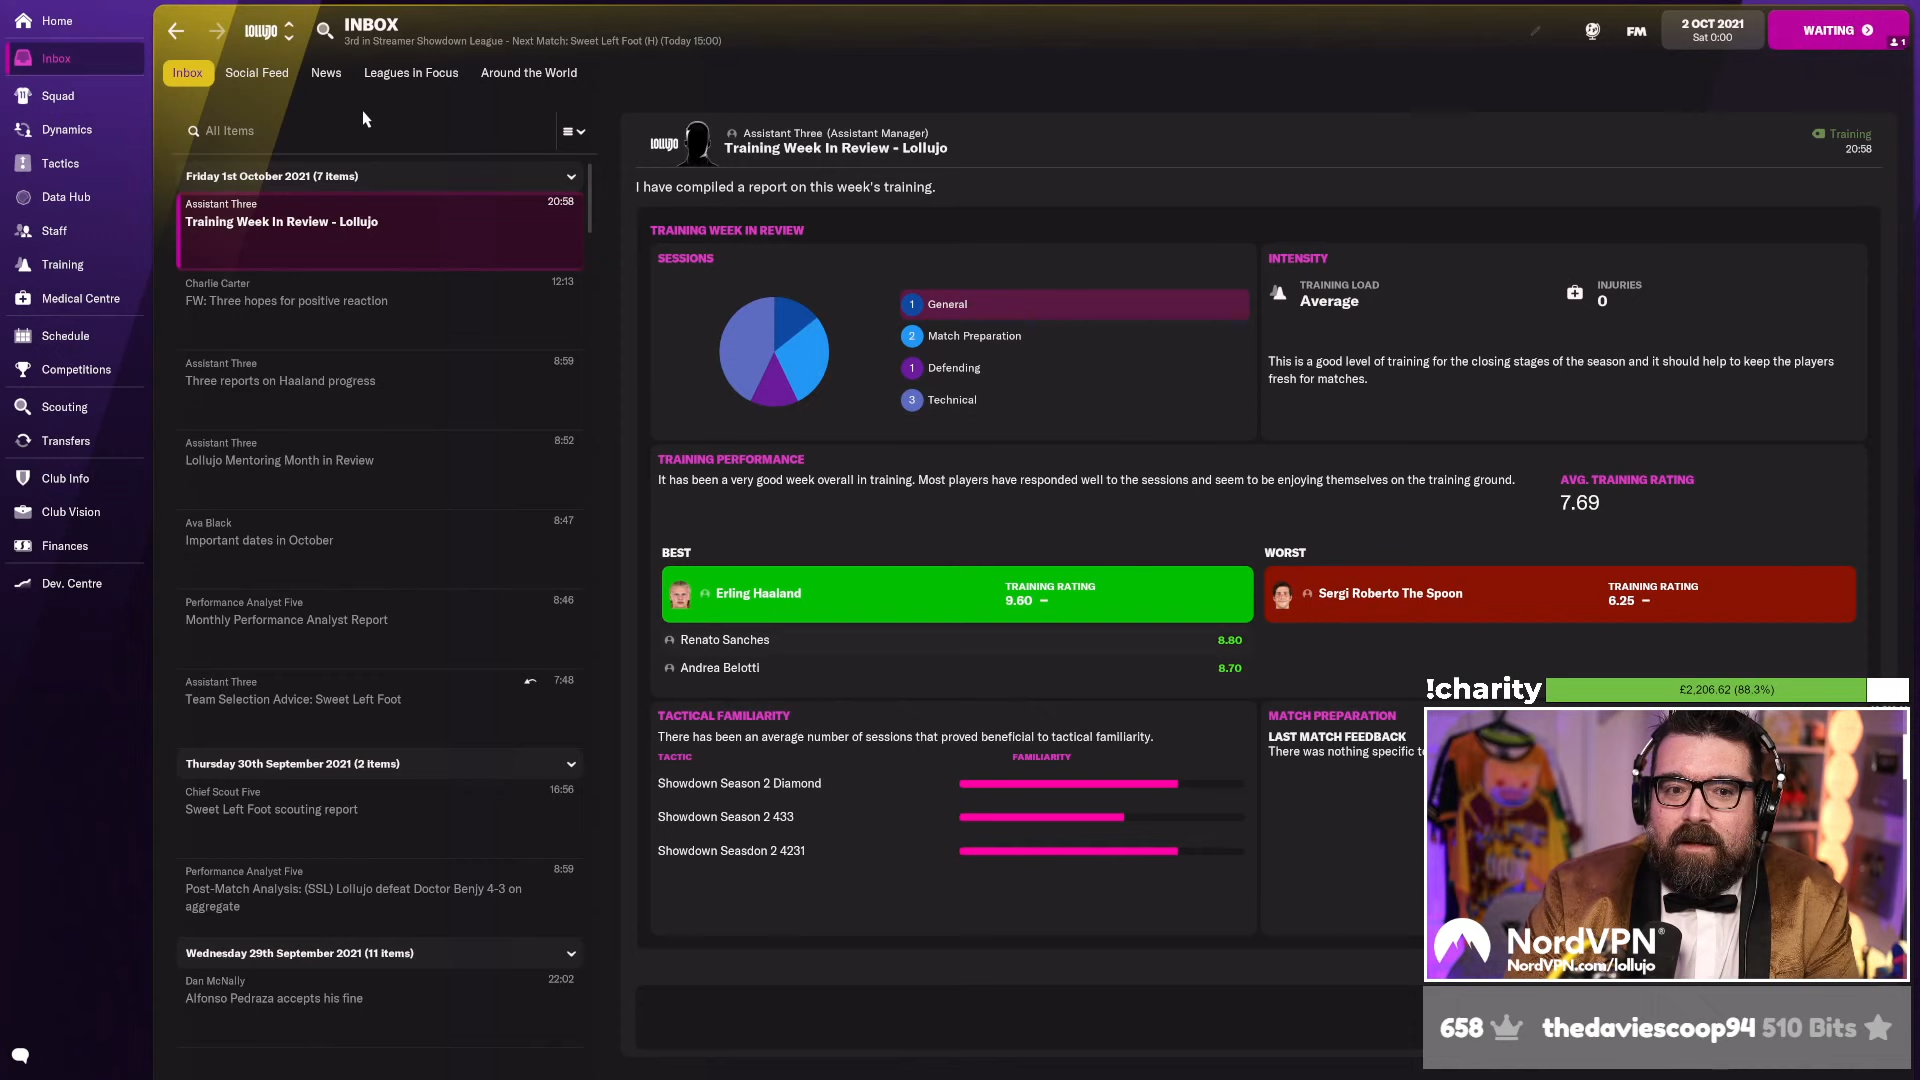 Home
Inbox
Squad
Dynamics
Tactics
Data Hub
Staff
Training
Medical Centre
Schedule
Competitions
Scouting
Transfers
Club Info
Club Vision
Finances
Dev. Centre
LOLLUJO
INBOX
3rd in Streamer Showdown League - Next Match: Sweet Left Foot (H) (Today 15:00)
FM
2 OCT 2021
Sat 0:00
WAITING
1
Inbox
Social Feed
News
Leagues in Focus
Around the World
All Items
Friday 1st October 2021 (7 items)
Assistant Three 20:58
Training Week In Review - Lollujo
Charlie Carter 12:13
FW: Three hopes for positive reaction
Assistant Three 8:59
Three reports on Haaland progress
Assistant Three 8:52
Lollujo Mentoring Month in Review
Ava Black 8:47
Important dates in October
Performance Analyst Five 8:46
Monthly Performance Analyst Report
Assistant Three 7:48
Team Selection Advice: Sweet Left Foot
Thursday 30th September 2021 (2 items)
Chief Scout Five 16:56
Sweet Left Foot scouting report
Performance Analyst Five 8:59
Post-Match Analysis: (SSL) Lollujo defeat Doctor Benjy 4-3 on
aggregate
Wednesday 29th September 2021 (11 items)
Dan McNally 22:02
Alfonso Pedraza accepts his fine
LOLLUJO
Assistant Three (Assistant Manager)
Training Week In Review - Lollujo
Training
20:58
I have compiled a report on this week's training.
TRAINING WEEK IN REVIEW
SESSIONS
1 General
2 Match Preparation
1 Defending
3 Technical
INTENSITY
TRAINING LOAD
Average
INJURIES
0
This is a good level of training for the closing stages of the season and it should help to keep the players
fresh for matches.
TRAINING PERFORMANCE
It has been a very good week overall in training. Most players have responded well to the sessions and seem to be enjoying themselves on the training ground.
AVG. TRAINING RATING
7.69
BEST
Erling Haaland
TRAINING RATING
9.60 –
Renato Sanches 8.80
Andrea Belotti 8.70
WORST
Sergi Roberto The Spoon
TRAINING RATING
6.25 –
TACTICAL FAMILIARITY
There has been an average number of sessions that proved beneficial to tactical familiarity.
TACTIC FAMILIARITY
Showdown Season 2 Diamond
Showdown Season 2 433
Showdown Seasdon 2 4231
MATCH PREPARATION
LAST MATCH FEEDBACK
There was nothing specific t
!charity
£2,206.62 (88.3%)
NordVPN®
NordVPN.com/lollujo
658 thedaviescoop94 510 Bits